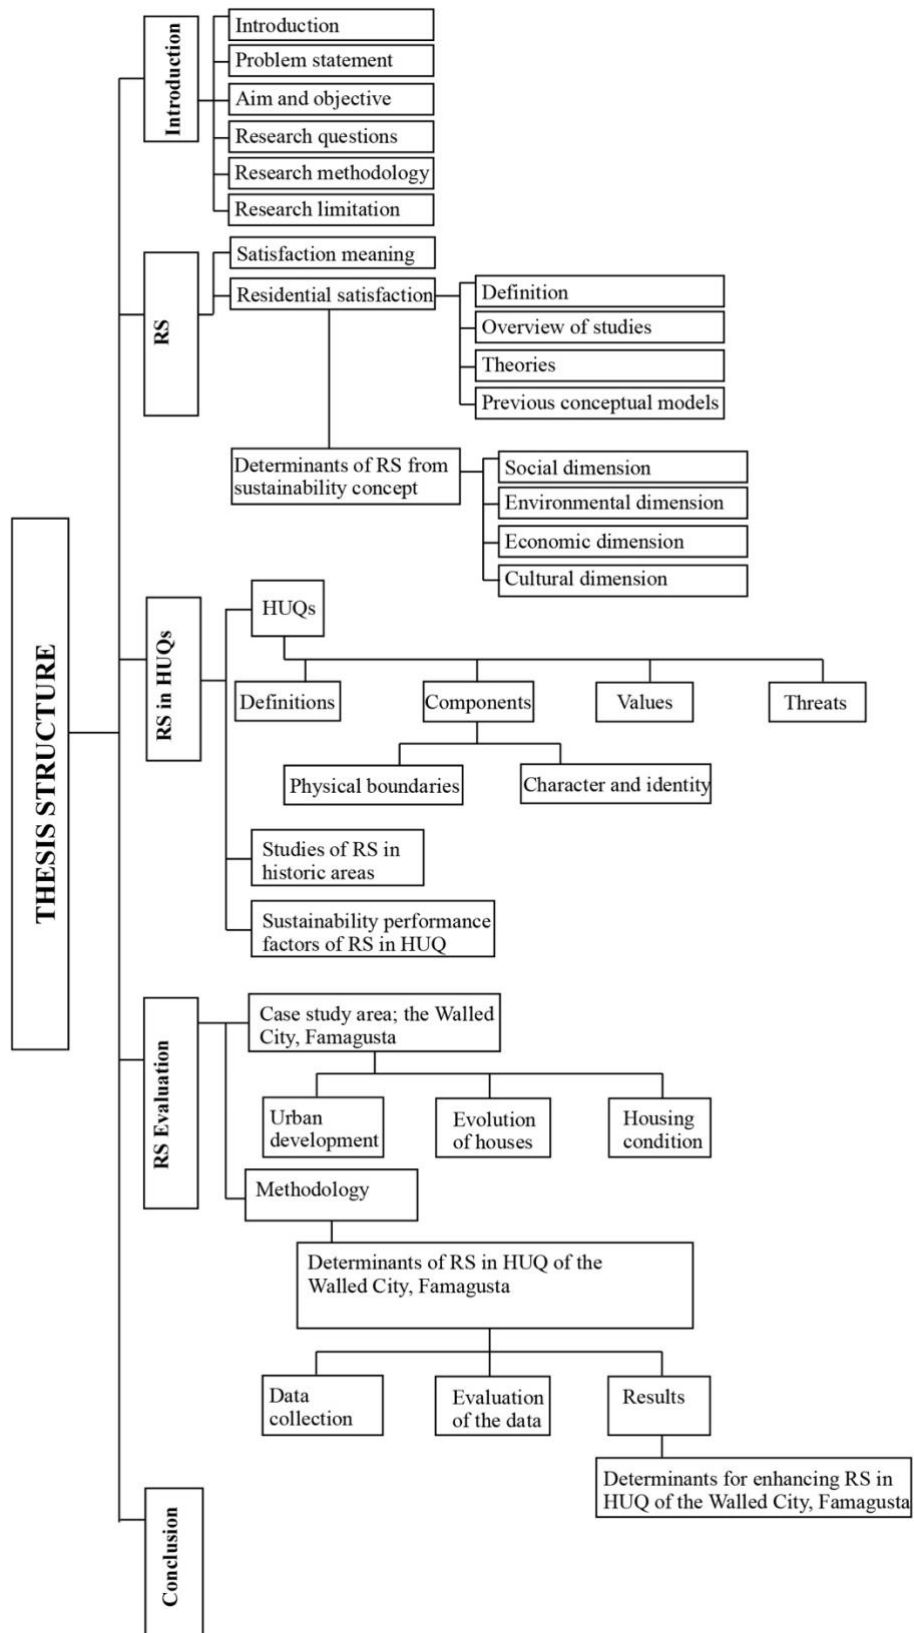 THESIS STRUCTURE
Introduction
Introduction
Problem statement
Aim and objective
Research questions
Research methodology
Research limitation
RS
Satisfaction meaning
Residential satisfaction
Definition
Overview of studies
Theories
Previous conceptual models
Determinants of RS from
sustainability concept
Social dimension
Environmental dimension
Economic dimension
Cultural dimension
RS in HUQs
HUQs
Definitions
Components
Values
Threats
Physical boundaries
Character and identity
Studies of RS in
historic areas
Sustainability performance
factors of RS in HUQ
RS Evaluation
Case study area; the Walled
City, Famagusta
Urban
development
Evolution
of houses
Housing
condition
Methodology
Determinants of RS in HUQ of the
Walled City, Famagusta
Data
collection
Evaluation
of the data
Results
Determinants for enhancing RS in
HUQ of the Walled City, Famagusta
Conclusion